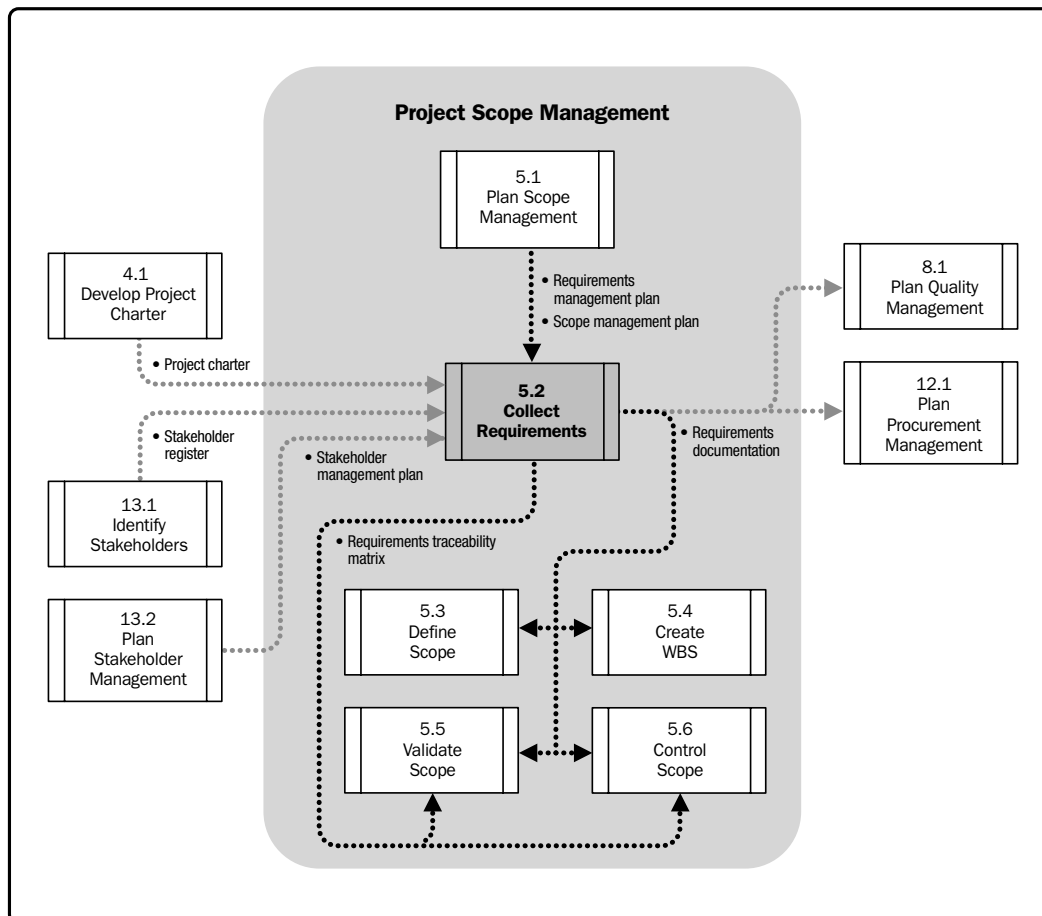 Project Scope Management
5.1
Plan Scope
Management
4.1
Develop Project
Charter
8.1
Plan Quality
Management
• Requirements
management plan
• Scope management plan
• Project charter
5.2
Collect
Requirements
12.1
Plan
Procurement
Management
• Stakeholder
register
• Stakeholder
management plan
• Requirements
documentation
13.1
Identify
Stakeholders
• Requirements traceability
matrix
13.2
Plan
Stakeholder
Management
5.3
Define
Scope
5.4
Create
WBS
5.5
Validate
Scope
5.6
Control
Scope